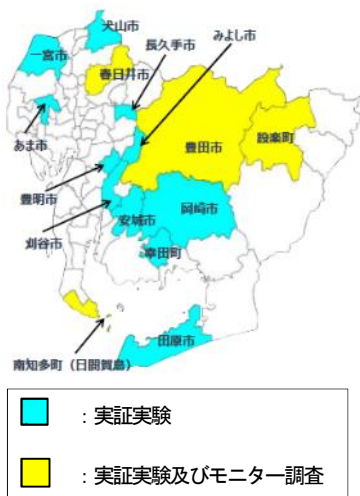 犬山市
長久手市
みよし市
一宮市
春日井市
あま市
豊田市
設楽町
豊明市
刈谷市
安城市
岡崎市
幸田町
南知多町（日間賀島）
田原市
：実証実験
：実証実験及びモニター調査